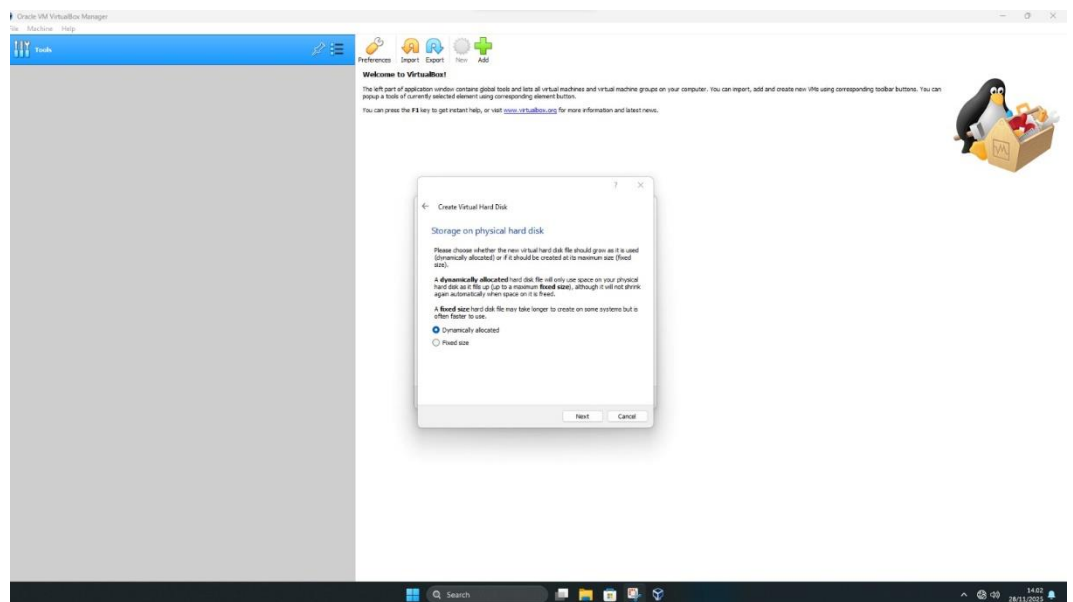 Oracle VM VirtualBox Manager
File Machine Help
Tools
Preferences Import Export New Add
Welcome to VirtualBox!
The left part of application window contains global tools and lists all virtual machines and virtual machine groups on your computer. You can import, add and create new VMs using corresponding toolbar buttons. You can
popup a tools of currently selected element using corresponding element button.
You can press the F1 key to get instant help, or visit www.virtualbox.org for more information and latest news.
? ×
← Create Virtual Hard Disk
Storage on physical hard disk
Please choose whether the new virtual hard disk file should grow as it is used
(dynamically allocated) or if it should be created at its maximum size (fixed
size).
A dynamically allocated hard disk file will only use space on your physical
hard disk as it fills up (up to a maximum fixed size), although it will not shrink
again automatically when space on it is freed.
A fixed size hard disk file may take longer to create on some systems but is
often faster to use.
Dynamically allocated
Fixed size
Next Cancel
Search
14.02
28/11/2025